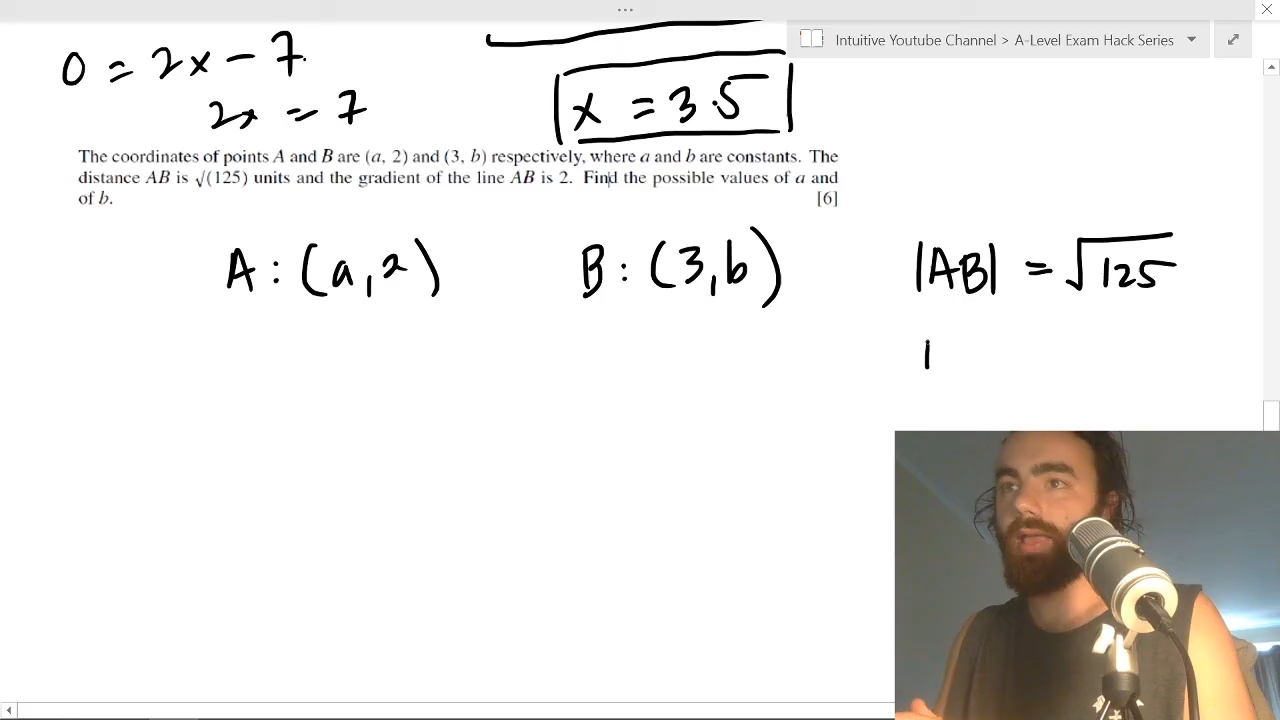 Intuitive Youtube Channel > A-Level Exam Hack Series
0 = 2x - 7
2x = 7
x = 3.5
The coordinates of points A and B are (a, 2) and (3, b) respectively, where a and b are constants. The
distance AB is √(125) units and the gradient of the line AB is 2. Find the possible values of a and
of b. [6]
A : (a, 2) B : (3, b) |AB| = √125